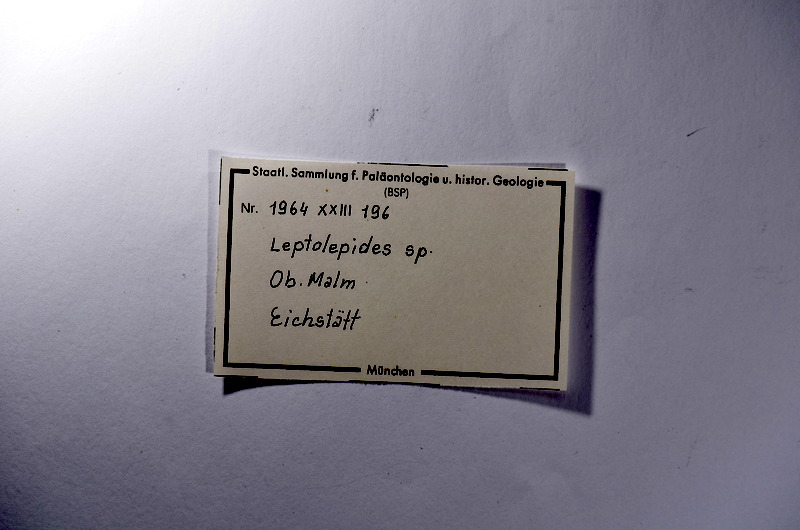 Staatl. Sammlung f. Paläontologie u. histor. Geologie
(BSP)
Nr. 1964 XXIII 196
Leptolepides sp.
Ob. Malm
Eichstätt
München